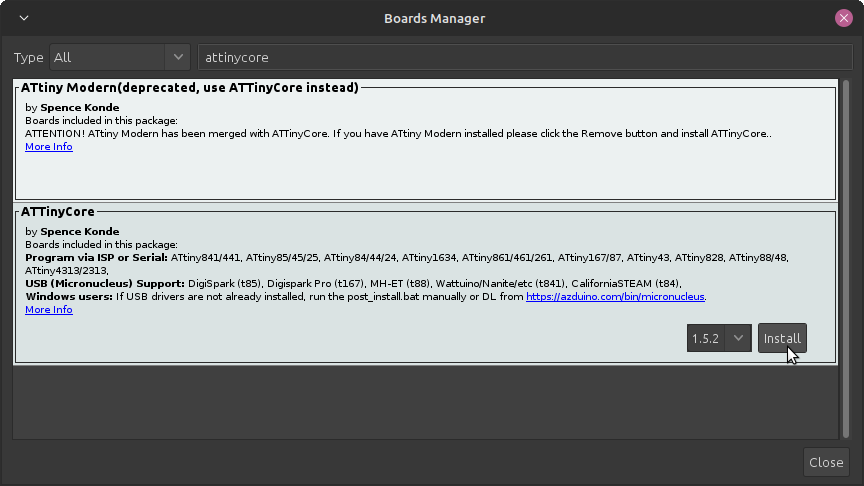 Boards Manager
Type All attinycore
ATtiny Modern(deprecated, use ATTinyCore instead)
by Spence Konde
Boards included in this package:
ATTENTION! ATtiny Modern has been merged with ATTinyCore. If you have ATtiny Modern installed please click the Remove button and install ATTinyCore..
More Info
ATTinyCore
by Spence Konde
Boards included in this package:
Program via ISP or Serial: ATtiny841/441, ATtiny85/45/25, ATtiny84/44/24, ATtiny1634, ATtiny861/461/261, ATtiny167/87, ATtiny43, ATtiny828, ATtiny88/48,
ATtiny4313/2313,
USB (Micronucleus) Support: DigiSpark (t85), Digispark Pro (t167), MH-ET (t88), Wattuino/Nanite/etc (t841), CaliforniaSTEAM (t84),
Windows users: If USB drivers are not already installed, run the post_install.bat manually or DL from https://azduino.com/bin/micronucleus.
More Info
1.5.2 Install
Close